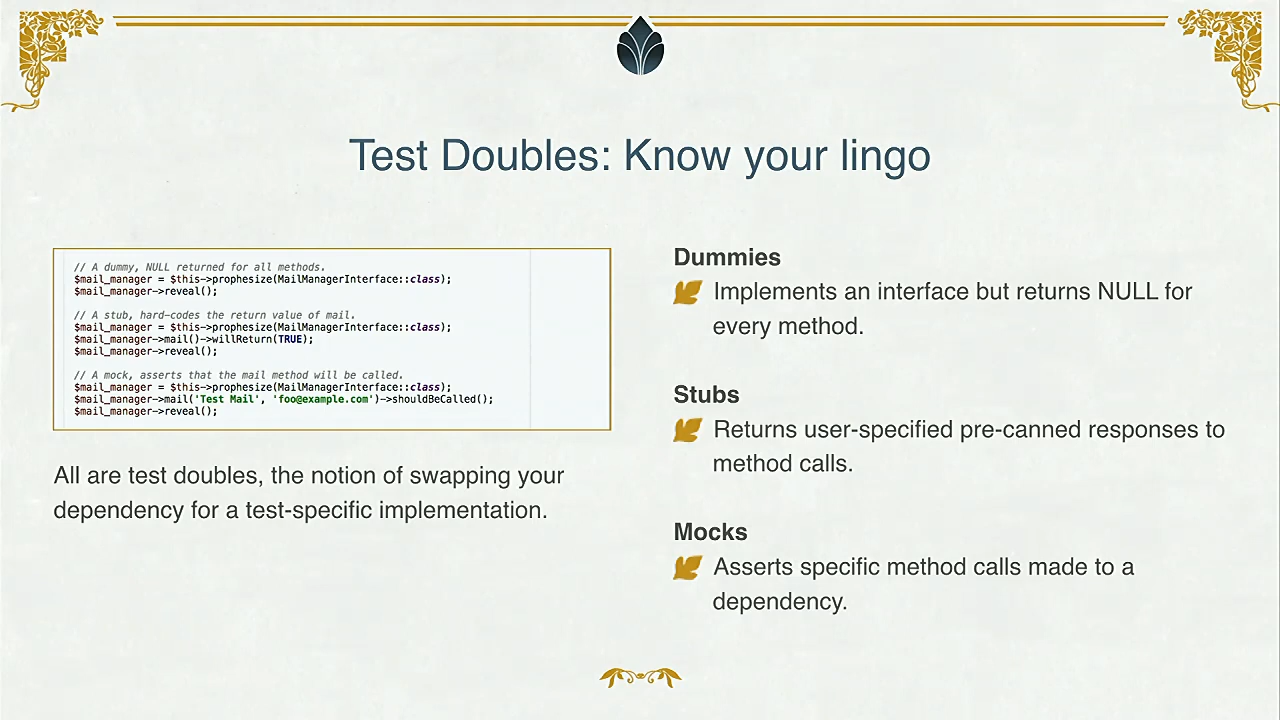 Test Doubles: Know your lingo
// A dummy, NULL returned for all methods.
$mail_manager = $this->prophesize(MailManagerInterface::class);
$mail_manager->reveal();
// A stub, hard-codes the return value of mail.
$mail_manager = $this->prophesize(MailManagerInterface::class);
$mail_manager->mail()->willReturn(TRUE);
$mail_manager->reveal();
// A mock, asserts that the mail method will be called.
$mail_manager = $this->prophesize(MailManagerInterface::class);
$mail_manager->mail('Test Mail', 'foo@example.com')->shouldBeCalled();
$mail_manager->reveal();
All are test doubles, the notion of swapping your
dependency for a test-specific implementation.
Dummies
Implements an interface but returns NULL for
every method.
Stubs
Returns user-specified pre-canned responses to
method calls.
Mocks
Asserts specific method calls made to a
dependency.